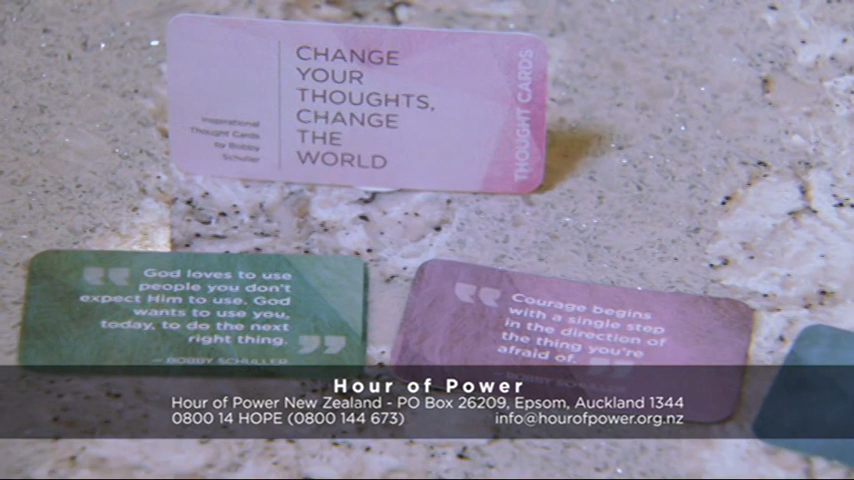 CHANGE
YOUR
THOUGHTS,
CHANGE
THE
WORLD
Inspirational
Thought Cards
by Bobby
Schuller
THOUGHT CARDS
God loves to use
people you don't
expect Him to use. God
wants to use you,
today, to do the next
right thing.
— BOBBY SCHULLER
Courage begins
with a single step
in the direction of
the thing you're
afraid of.
— BOBBY SCHULLER
Hour of Power
Hour of Power New Zealand - PO Box 26209, Epsom, Auckland 1344
0800 14 HOPE (0800 144 673) info@hourofpower.org.nz